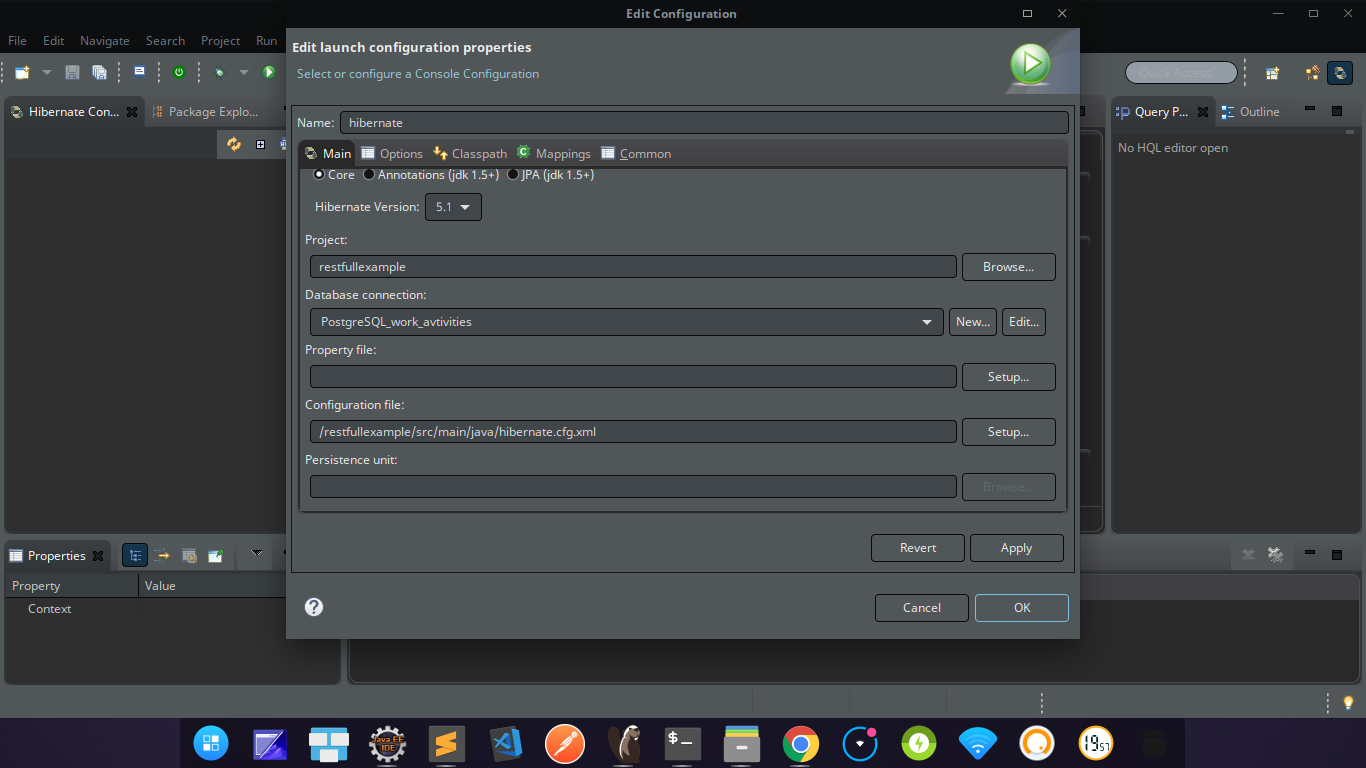 Edit Configuration
File Edit Navigate Search Project Run
Edit launch configuration properties
Select or configure a Console Configuration
Quick Access
Hibernate Con... Package Explo...
Query P... Outline
No HQL editor open
Name: hibernate
Main Options Classpath Mappings Common
Core Annotations (jdk 1.5+) JPA (jdk 1.5+)
Hibernate Version: 5.1
Project:
restfullexample Browse...
Database connection:
PostgreSQL_work_avtivities New... Edit...
Property file:
Setup...
Configuration file:
/restfullexample/src/main/java/hibernate.cfg.xml Setup...
Persistence unit:
Browse...
Revert Apply
Cancel OK
Properties
Property Value
Context
Java EE
IDE
$
19 57